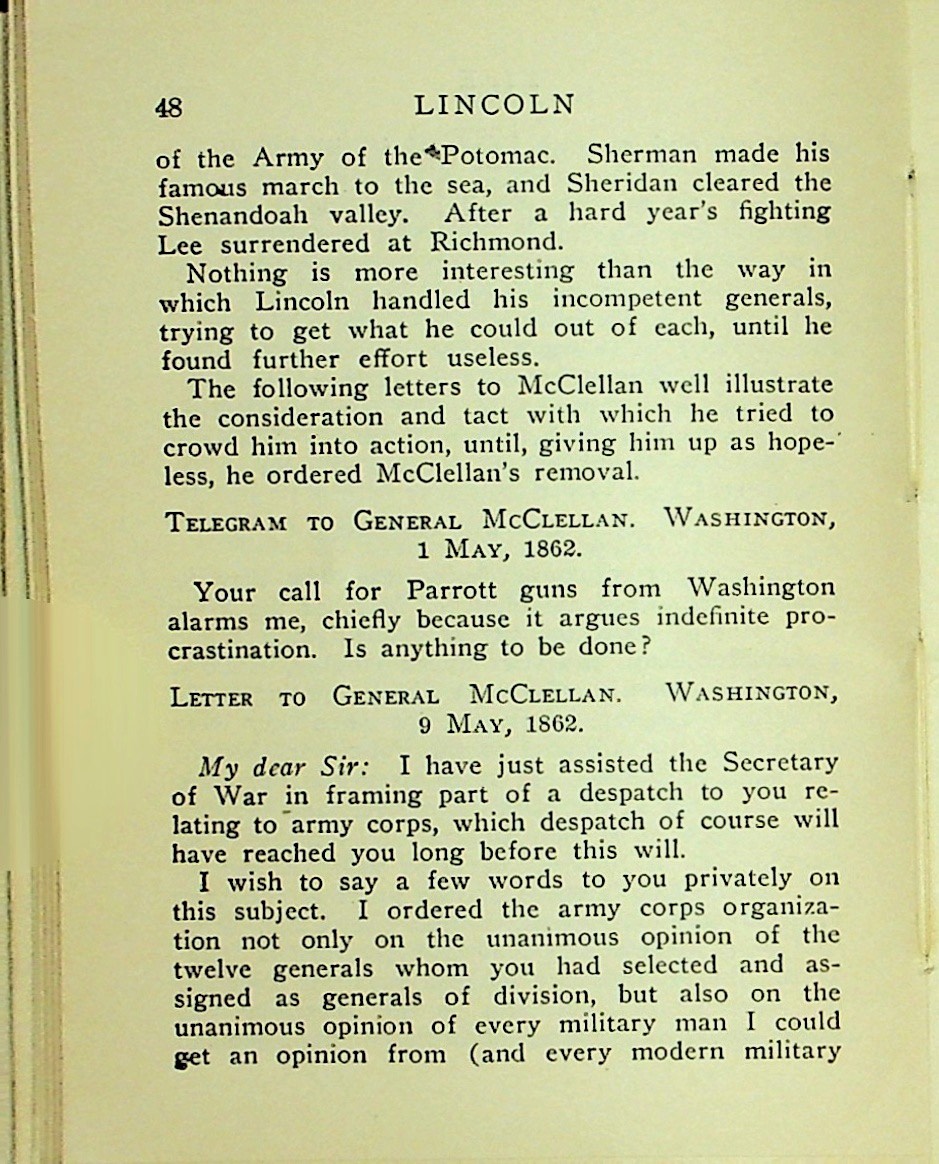 48 LINCOLN
of the Army of the Potomac. Sherman made his
famous march to the sea, and Sheridan cleared the
Shenandoah valley. After a hard year's fighting
Lee surrendered at Richmond.
Nothing is more interesting than the way in
which Lincoln handled his incompetent generals,
trying to get what he could out of each, until he
found further effort useless.
The following letters to McClellan well illustrate
the consideration and tact with which he tried to
crowd him into action, until, giving him up as hope-
less, he ordered McClellan's removal.
TELEGRAM TO GENERAL MCCLELLAN. WASHINGTON,
1 MAY, 1862.
Your call for Parrott guns from Washington
alarms me, chiefly because it argues indefinite pro-
crastination. Is anything to be done?
LETTER TO GENERAL MCCLELLAN. WASHINGTON,
9 MAY, 1862.
My dear Sir: I have just assisted the Secretary
of War in framing part of a despatch to you re-
lating to army corps, which despatch of course will
have reached you long before this will.
I wish to say a few words to you privately on
this subject. I ordered the army corps organiza-
tion not only on the unanimous opinion of the
twelve generals whom you had selected and as-
signed as generals of division, but also on the
unanimous opinion of every military man I could
get an opinion from (and every modern military